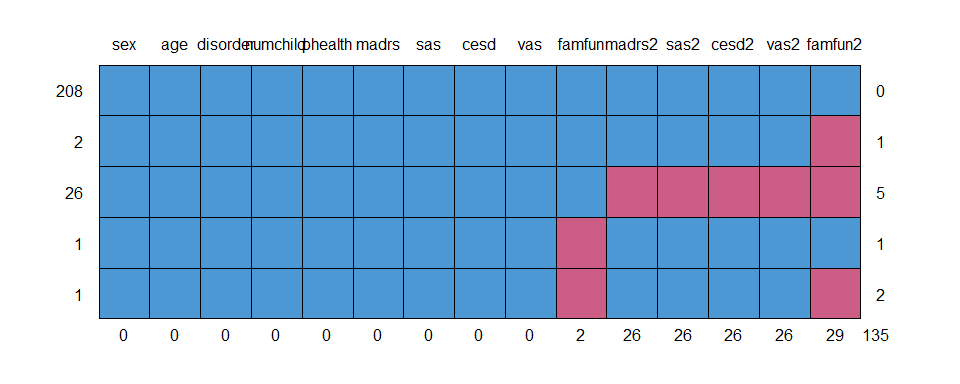 sex age disorder numchild phealth madrs sas cesd vas famfun madrs2 sas2 cesd2 vas2 famfun2
208 0
2 1
26 5
1 1
1 2
0 0 0 0 0 0 0 0 0 2 26 26 26 26 29 135